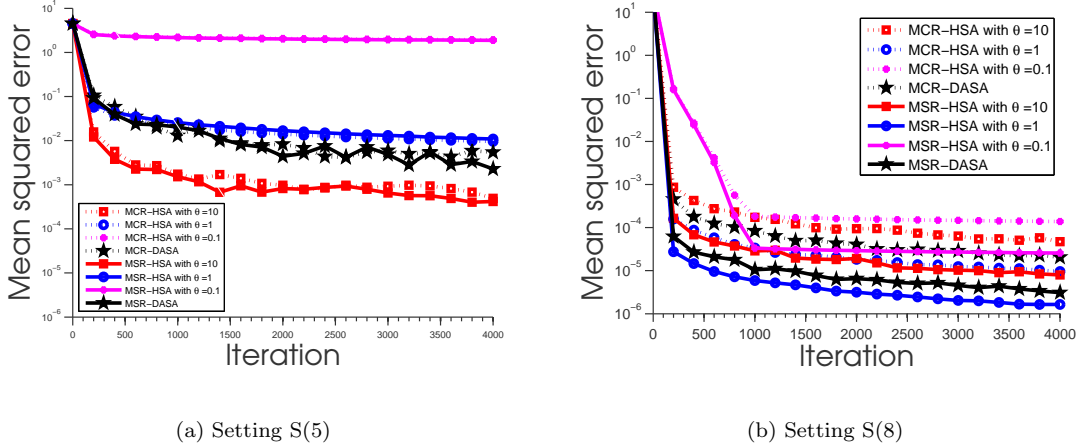 Mean squared error
10^1
10^0
10^−1
10^−2
10^−3
10^−4
10^−5
10^−6
0
500
1000
1500
2000
2500
3000
3500
4000
Iteration
MCR−HSA with θ =10
MCR−HSA with θ =1
MCR−HSA with θ =0.1
MCR−DASA
MSR−HSA with θ =10
MSR−HSA with θ =1
MSR−HSA with θ =0.1
MSR−DASA
(a) Setting S(5)
Mean squared error
10^1
10^0
10^−1
10^−2
10^−3
10^−4
10^−5
10^−6
0
500
1000
1500
2000
2500
3000
3500
4000
Iteration
MCR−HSA with θ =10
MCR−HSA with θ =1
MCR−HSA with θ =0.1
MCR−DASA
MSR−HSA with θ =10
MSR−HSA with θ =1
MSR−HSA with θ =0.1
MSR−DASA
(b) Setting S(8)